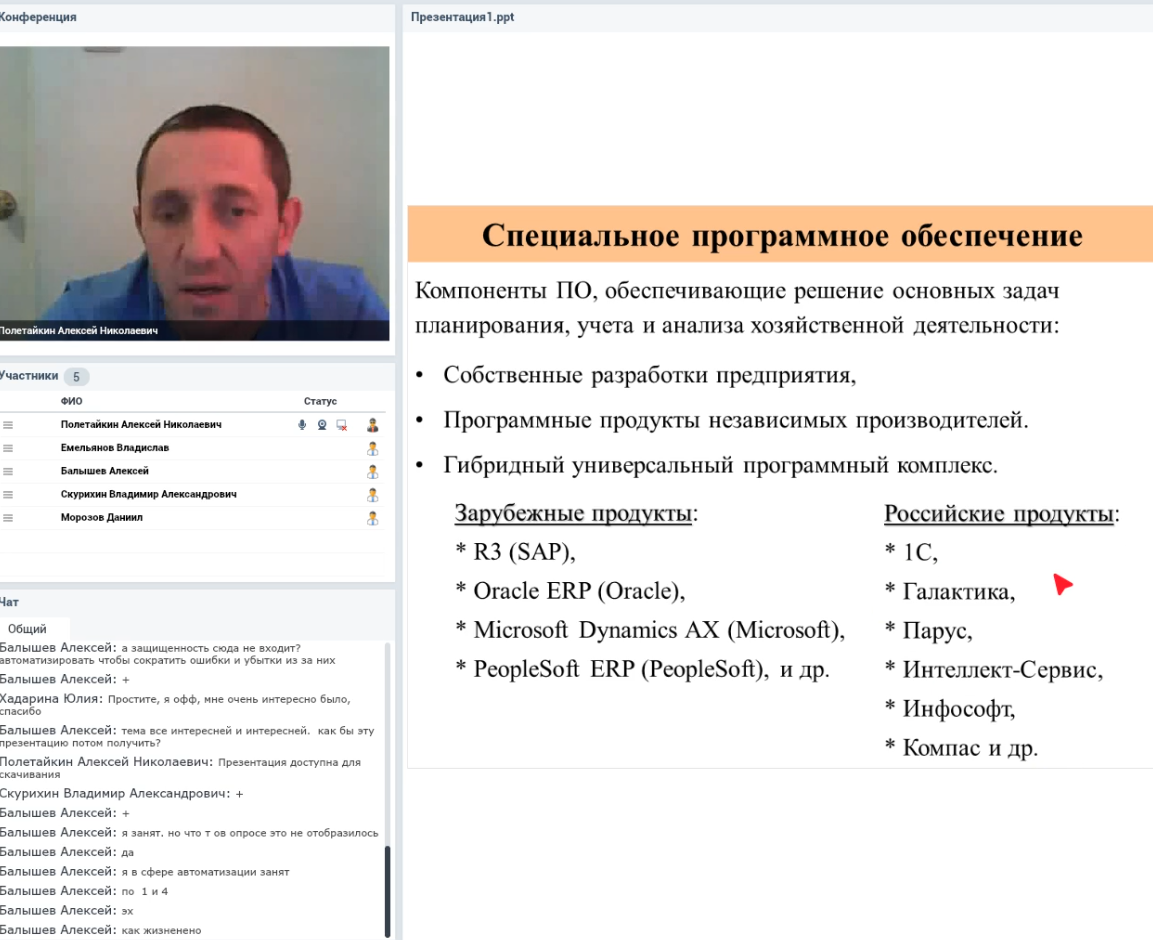 Конференция
Полетайкин Алексей Николаевич
Участники 5
ФИО Статус
Полетайкин Алексей Николаевич
Емельянов Владислав
Балышев Алексей
Скурихин Владимир Александрович
Морозов Даниил
Чат
Общий
Балышев Алексей: а защищенность сюда не входит?
автоматизировать чтобы сократить ошибки и убытки из за них
Балышев Алексей: +
Хадарина Юлия: Простите, я офф, мне очень интересно было,
спасибо
Балышев Алексей: тема все интересней и интересней. как бы эту
презентацию потом получить?
Полетайкин Алексей Николаевич: Презентация доступна для
скачивания
Скурихин Владимир Александрович: +
Балышев Алексей: +
Балышев Алексей: я занят. но что т ов опросе это не отобразилось
Балышев Алексей: да
Балышев Алексей: я в сфере автоматизации занят
Балышев Алексей: по 1 и 4
Балышев Алексей: эх
Балышев Алексей: как жизненено
Презентация1.ppt
Специальное программное обеспечение
Компоненты ПО, обеспечивающие решение основных задач
планирования, учета и анализа хозяйственной деятельности:
• Собственные разработки предприятия,
• Программные продукты независимых производителей.
• Гибридный универсальный программный комплекс.
Зарубежные продукты:
* R3 (SAP),
* Oracle ERP (Oracle),
* Microsoft Dynamics AX (Microsoft),
* PeopleSoft ERP (PeopleSoft), и др.
Российские продукты:
* 1С,
* Галактика,
* Парус,
* Интеллект-Сервис,
* Инфософт,
* Компас и др.